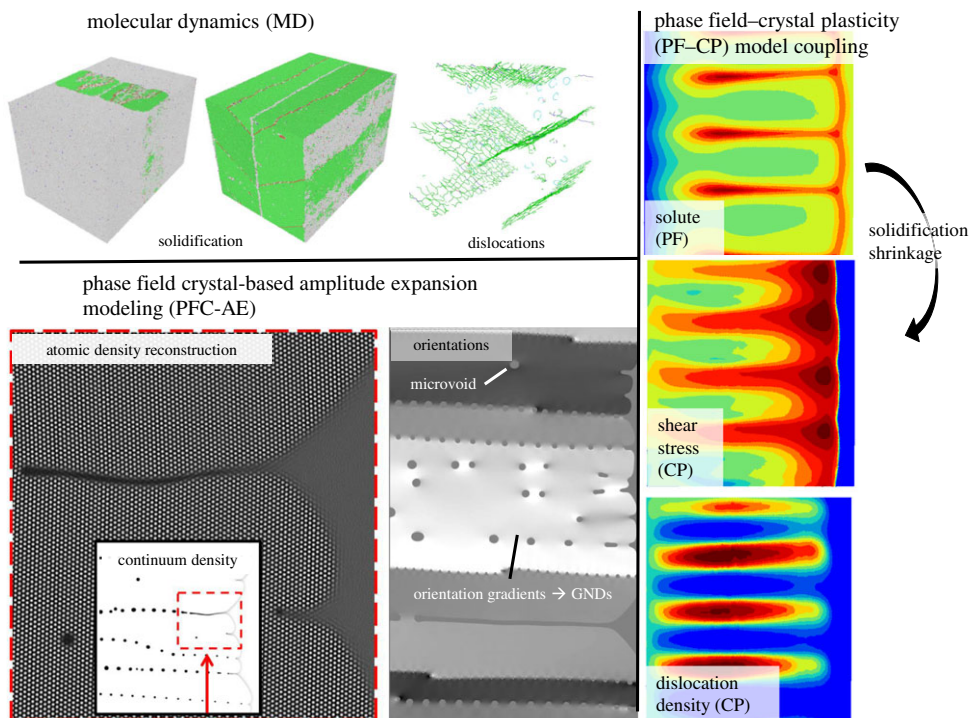 molecular dynamics (MD)
solidification
dislocations
phase field crystal-based amplitude expansion
modeling (PFC-AE)
atomic density reconstruction
continuum density
orientations
microvoid
orientation gradients → GNDs
phase field–crystal plasticity
(PF–CP) model coupling
solute
(PF)
solidification
shrinkage
shear
stress
(CP)
dislocation
density (CP)